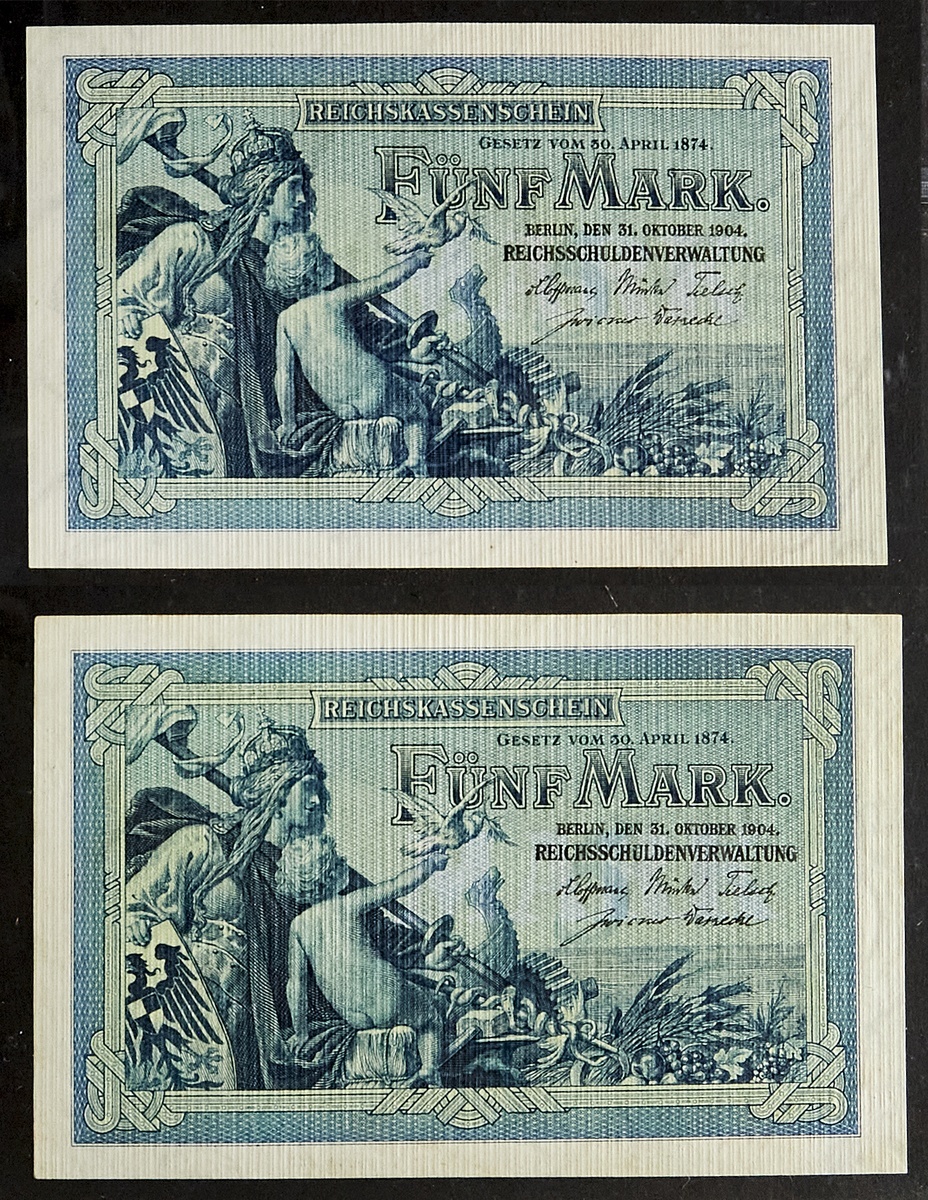 REICHSKASSENSCHEIN
GESETZ VOM 30. APRIL 1874.
FÜNF MARK.
BERLIN, DEN 31. OKTOBER 1904.
REICHSSCHULDENVERWALTUNG
REICHSKASSENSCHEIN
GESETZ VOM 30. APRIL 1874.
FÜNF MARK.
BERLIN, DEN 31. OKTOBER 1904.
REICHSSCHULDENVERWALTUNG